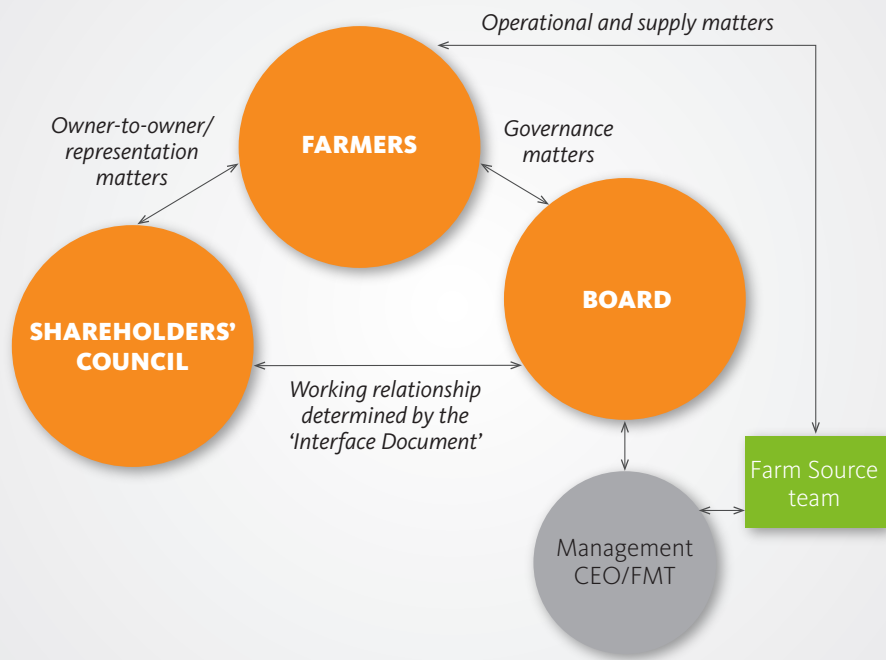 Operational and supply matters
Owner-to-owner/
representation
matters
FARMERS
Governance
matters
BOARD
SHAREHOLDERS’
COUNCIL
Working relationship
determined by the
‘Interface Document’
Farm Source
team
Management
CEO/FMT